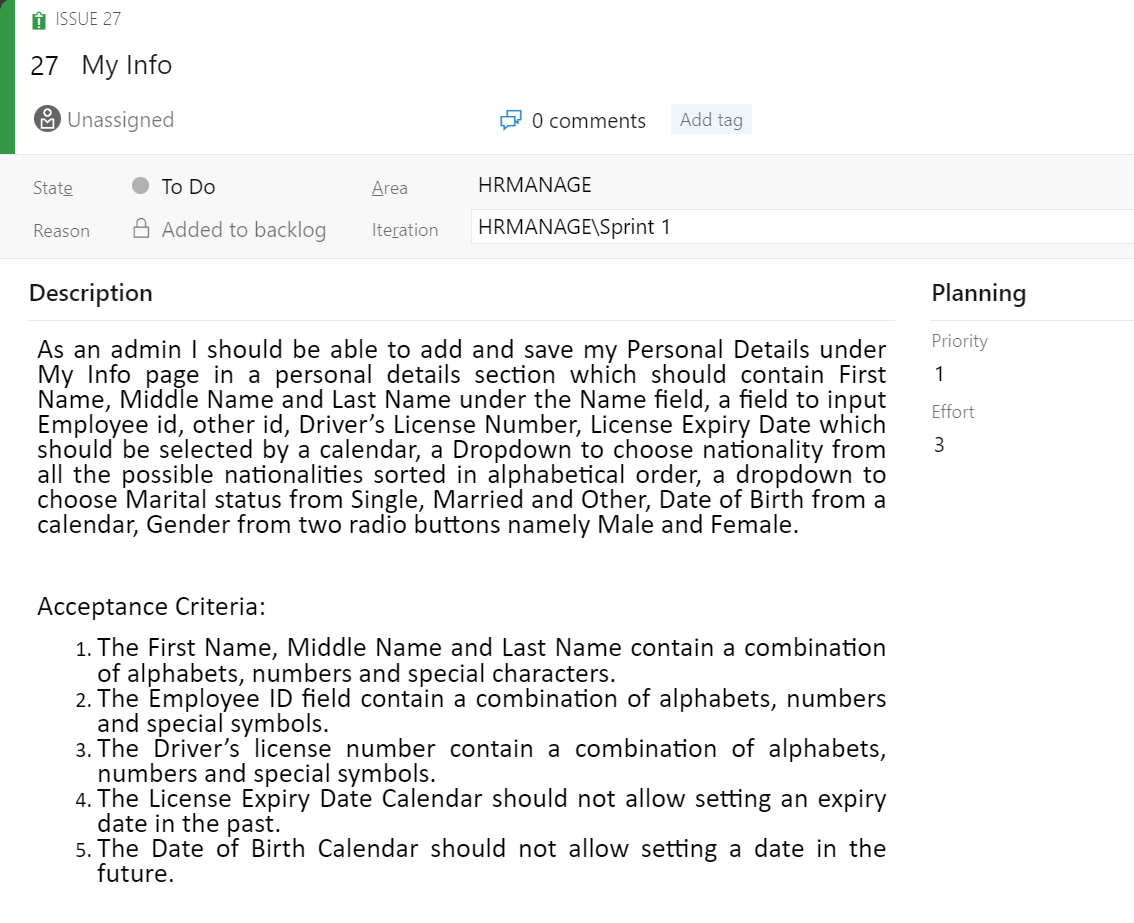 ISSUE 27
27 My Info
Unassigned
0 comments
Add tag
State
To Do
Area
HRMANAGE
Reason
Added to backlog
Iteration
HRMANAGE\Sprint 1
Description
As an admin I should be able to add and save my Personal Details under
My Info page in a personal details section which should contain First
Name, Middle Name and Last Name under the Name field, a field to input
Employee id, other id, Driver’s License Number, License Expiry Date which
should be selected by a calendar, a Dropdown to choose nationality from
all the possible nationalities sorted in alphabetical order, a dropdown to
choose Marital status from Single, Married and Other, Date of Birth from a
calendar, Gender from two radio buttons namely Male and Female.
Acceptance Criteria:
1. The First Name, Middle Name and Last Name contain a combination
of alphabets, numbers and special characters.
2. The Employee ID field contain a combination of alphabets, numbers
and special symbols.
3. The Driver’s license number contain a combination of alphabets,
numbers and special symbols.
4. The License Expiry Date Calendar should not allow setting an expiry
date in the past.
5. The Date of Birth Calendar should not allow setting a date in the
future.
Planning
Priority
1
Effort
3